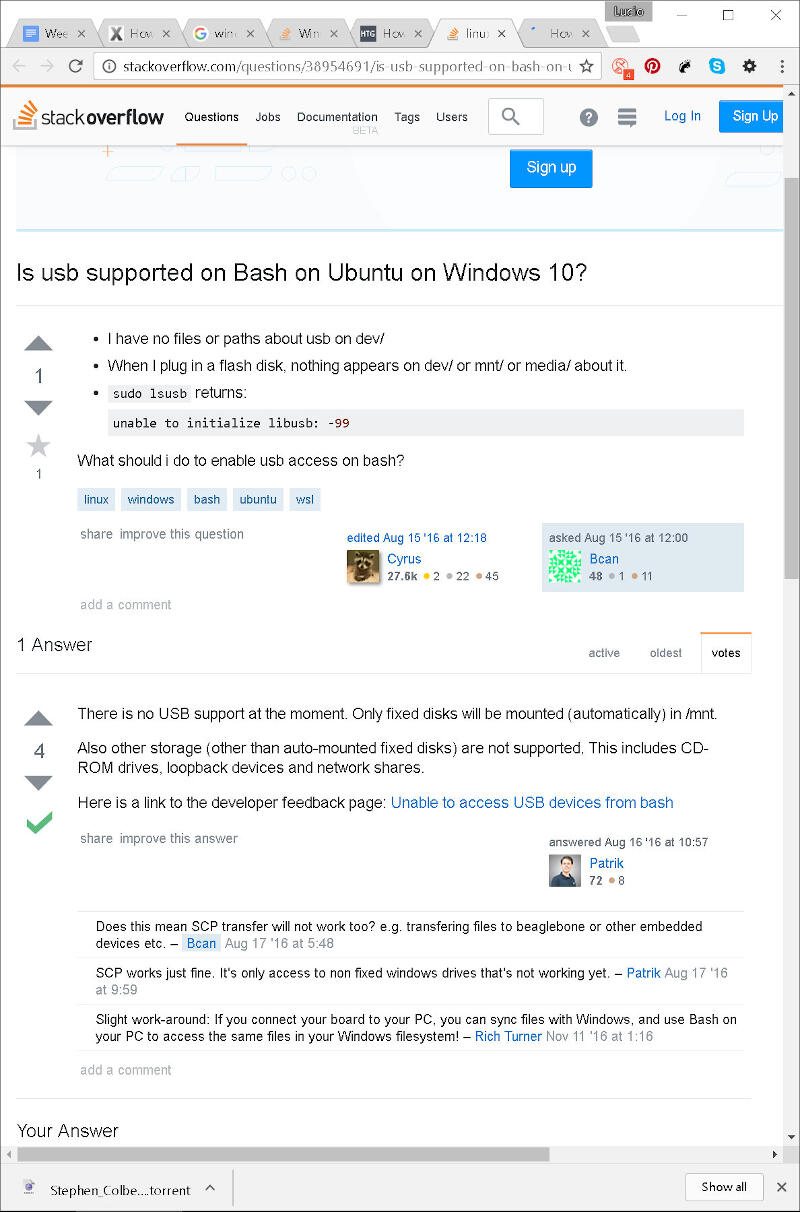 Lucio
Wee
How
win
Win
HTG How
linu
How
stackoverflow.com/questions/38954691/is-usb-supported-on-bash-on-u
4
stackoverflow Questions Jobs Documentation Tags Users ? Log In Sign Up
BETA
Sign up
Is usb supported on Bash on Ubuntu on Windows 10?
• I have no files or paths about usb on dev/
1
• When I plug in a flash disk, nothing appears on dev/ or mnt/ or media/ about it.
• sudo lsusb returns:
unable to initialize libusb: -99
What should i do to enable usb access on bash?
1
linux windows bash ubuntu wsl
share improve this question
edited Aug 15 '16 at 12:18
Cyrus
27.6k ● 2 ● 22 ● 45
asked Aug 15 '16 at 12:00
Bcan
48 ● 1 ● 11
add a comment
1 Answer
active oldest votes
There is no USB support at the moment. Only fixed disks will be mounted (automatically) in /mnt.
4
Also other storage (other than auto-mounted fixed disks) are not supported. This includes CD-
ROM drives, loopback devices and network shares.
Here is a link to the developer feedback page: Unable to access USB devices from bash
share improve this answer
answered Aug 16 '16 at 10:57
Patrik
72 ● 8
Does this mean SCP transfer will not work too? e.g. transfering files to beaglebone or other embedded
devices etc. – Bcan Aug 17 '16 at 5:48
SCP works just fine. It's only access to non fixed windows drives that's not working yet. – Patrik Aug 17 '16
at 9:59
Slight work-around: If you connect your board to your PC, you can sync files with Windows, and use Bash on
your PC to access the same files in your Windows filesystem! – Rich Turner Nov 11 '16 at 1:16
add a comment
Your Answer
Stephen_Colbe....torrent
Show all